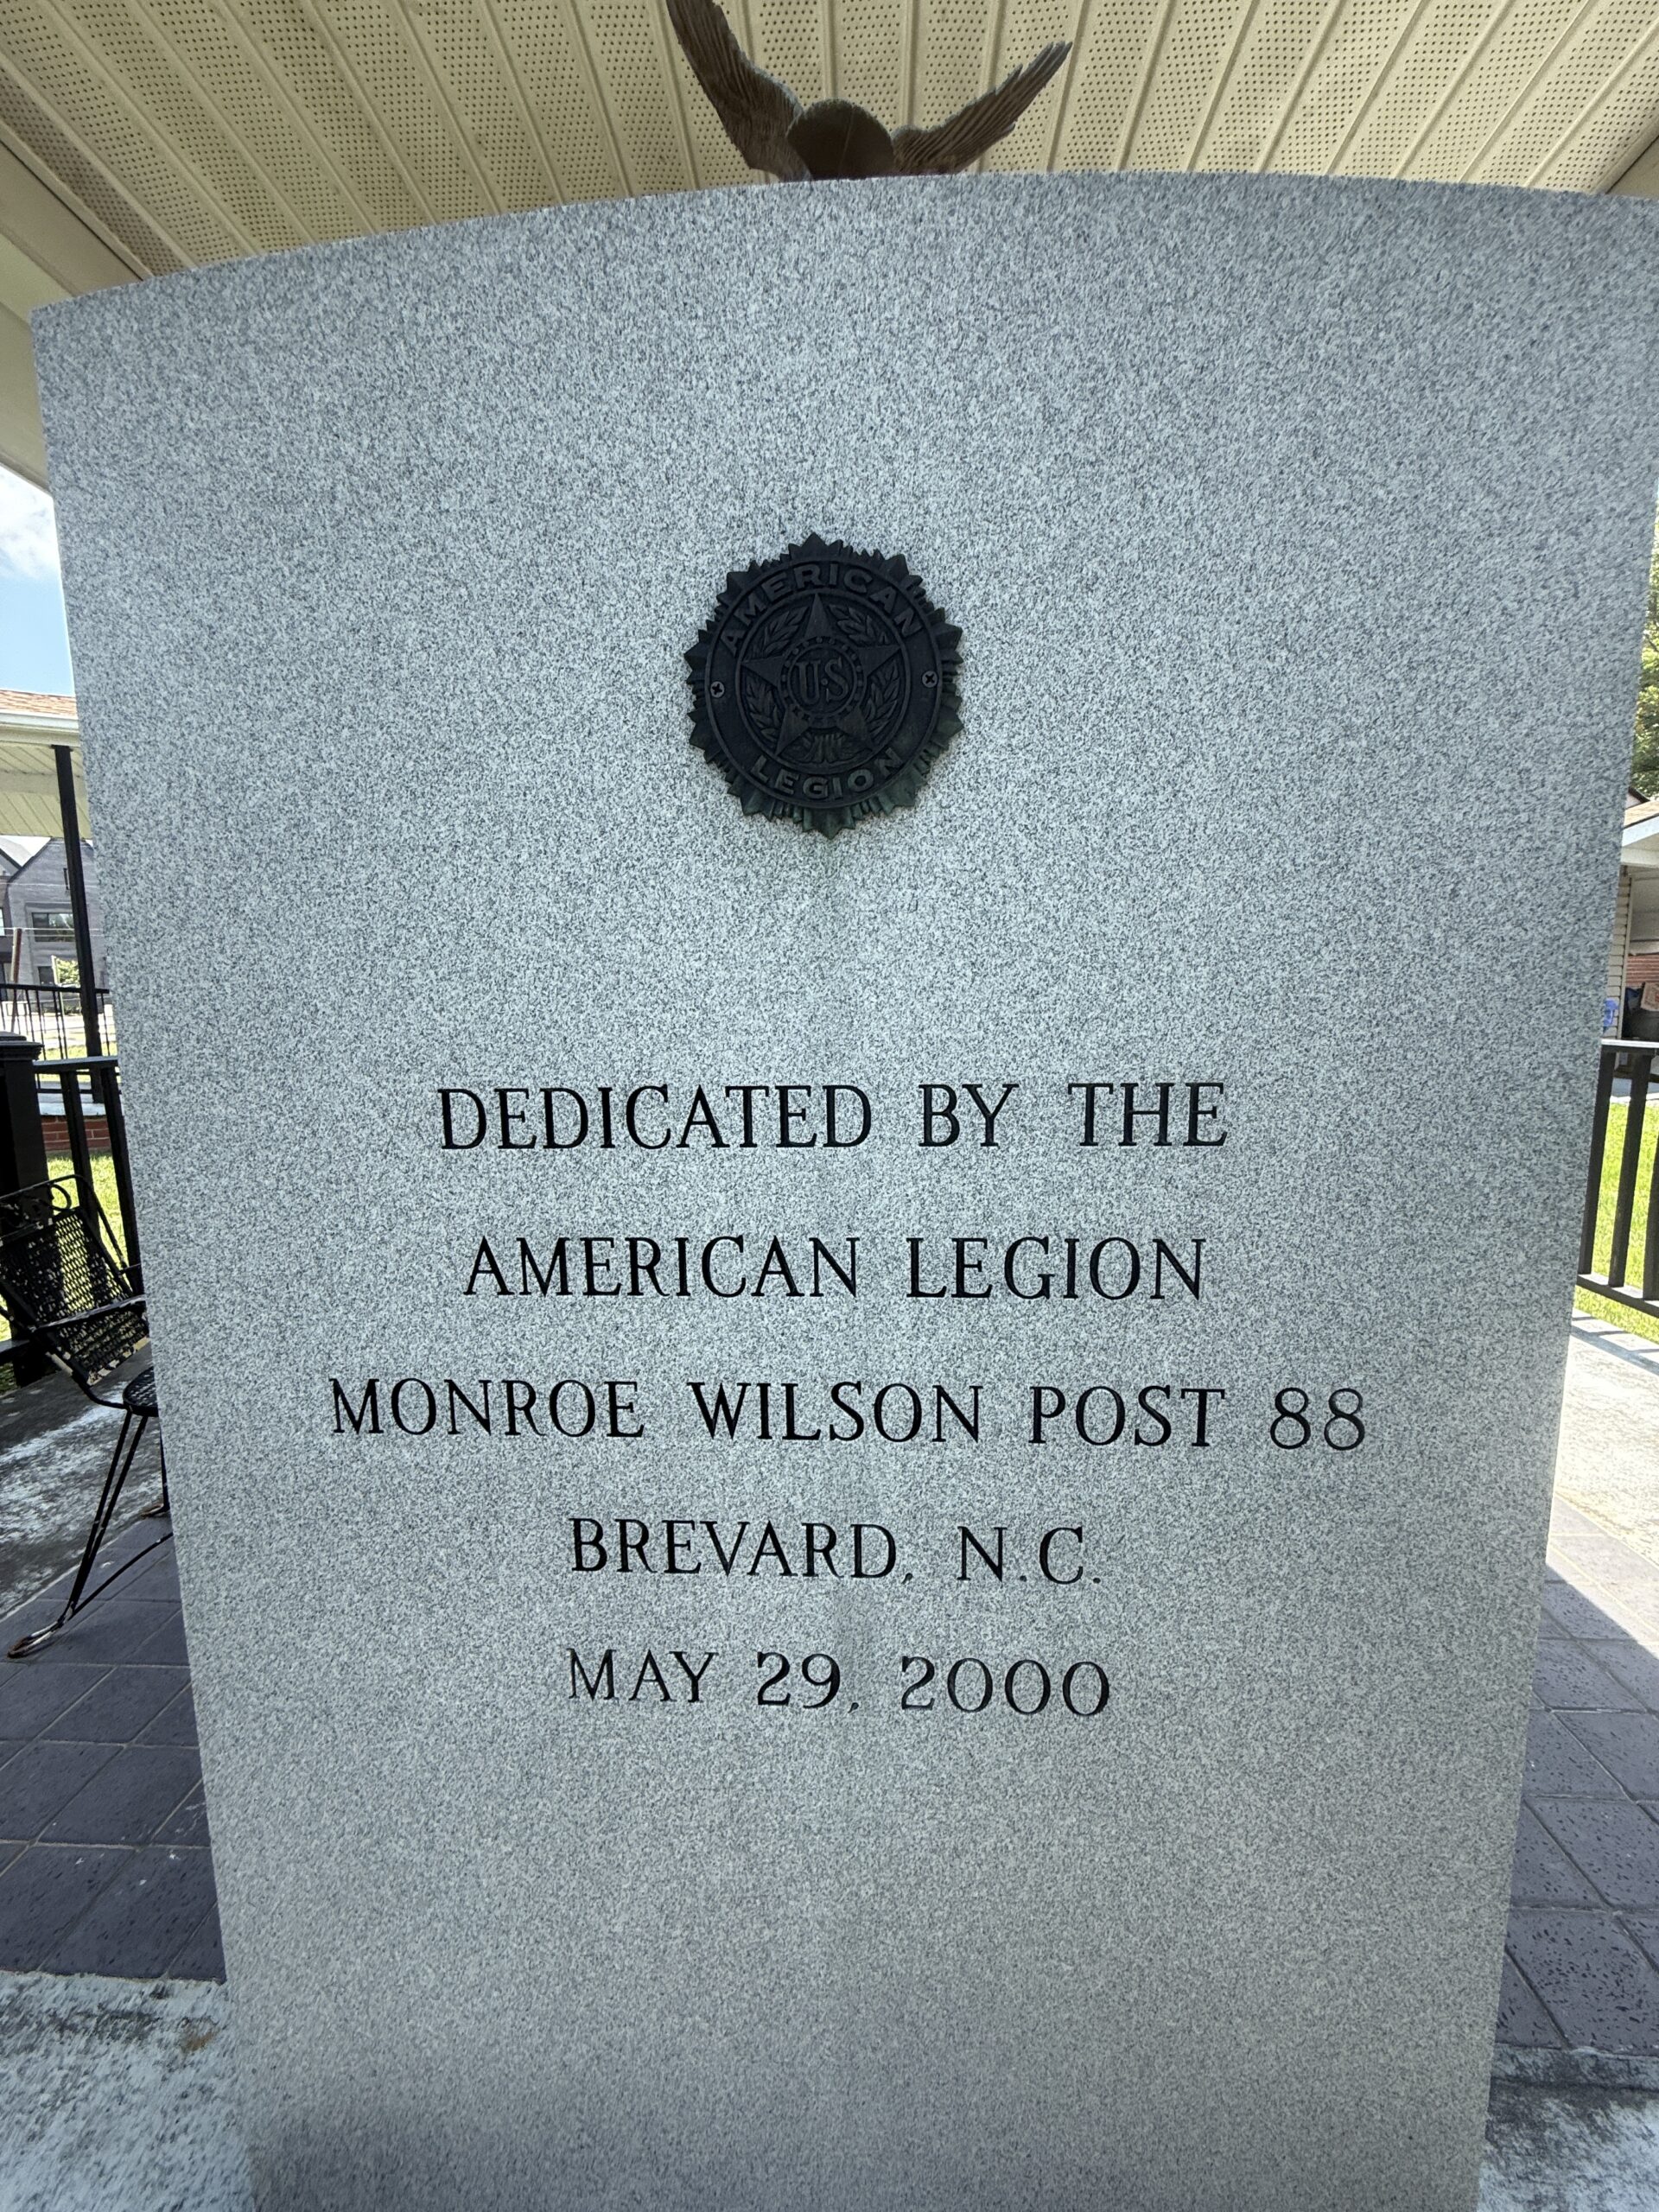 AMERICAN
U.S
LEGION
DEDICATED BY THE
AMERICAN LEGION
MONROE WILSON POST 88
BREVARD, N.C.
MAY 29, 2000